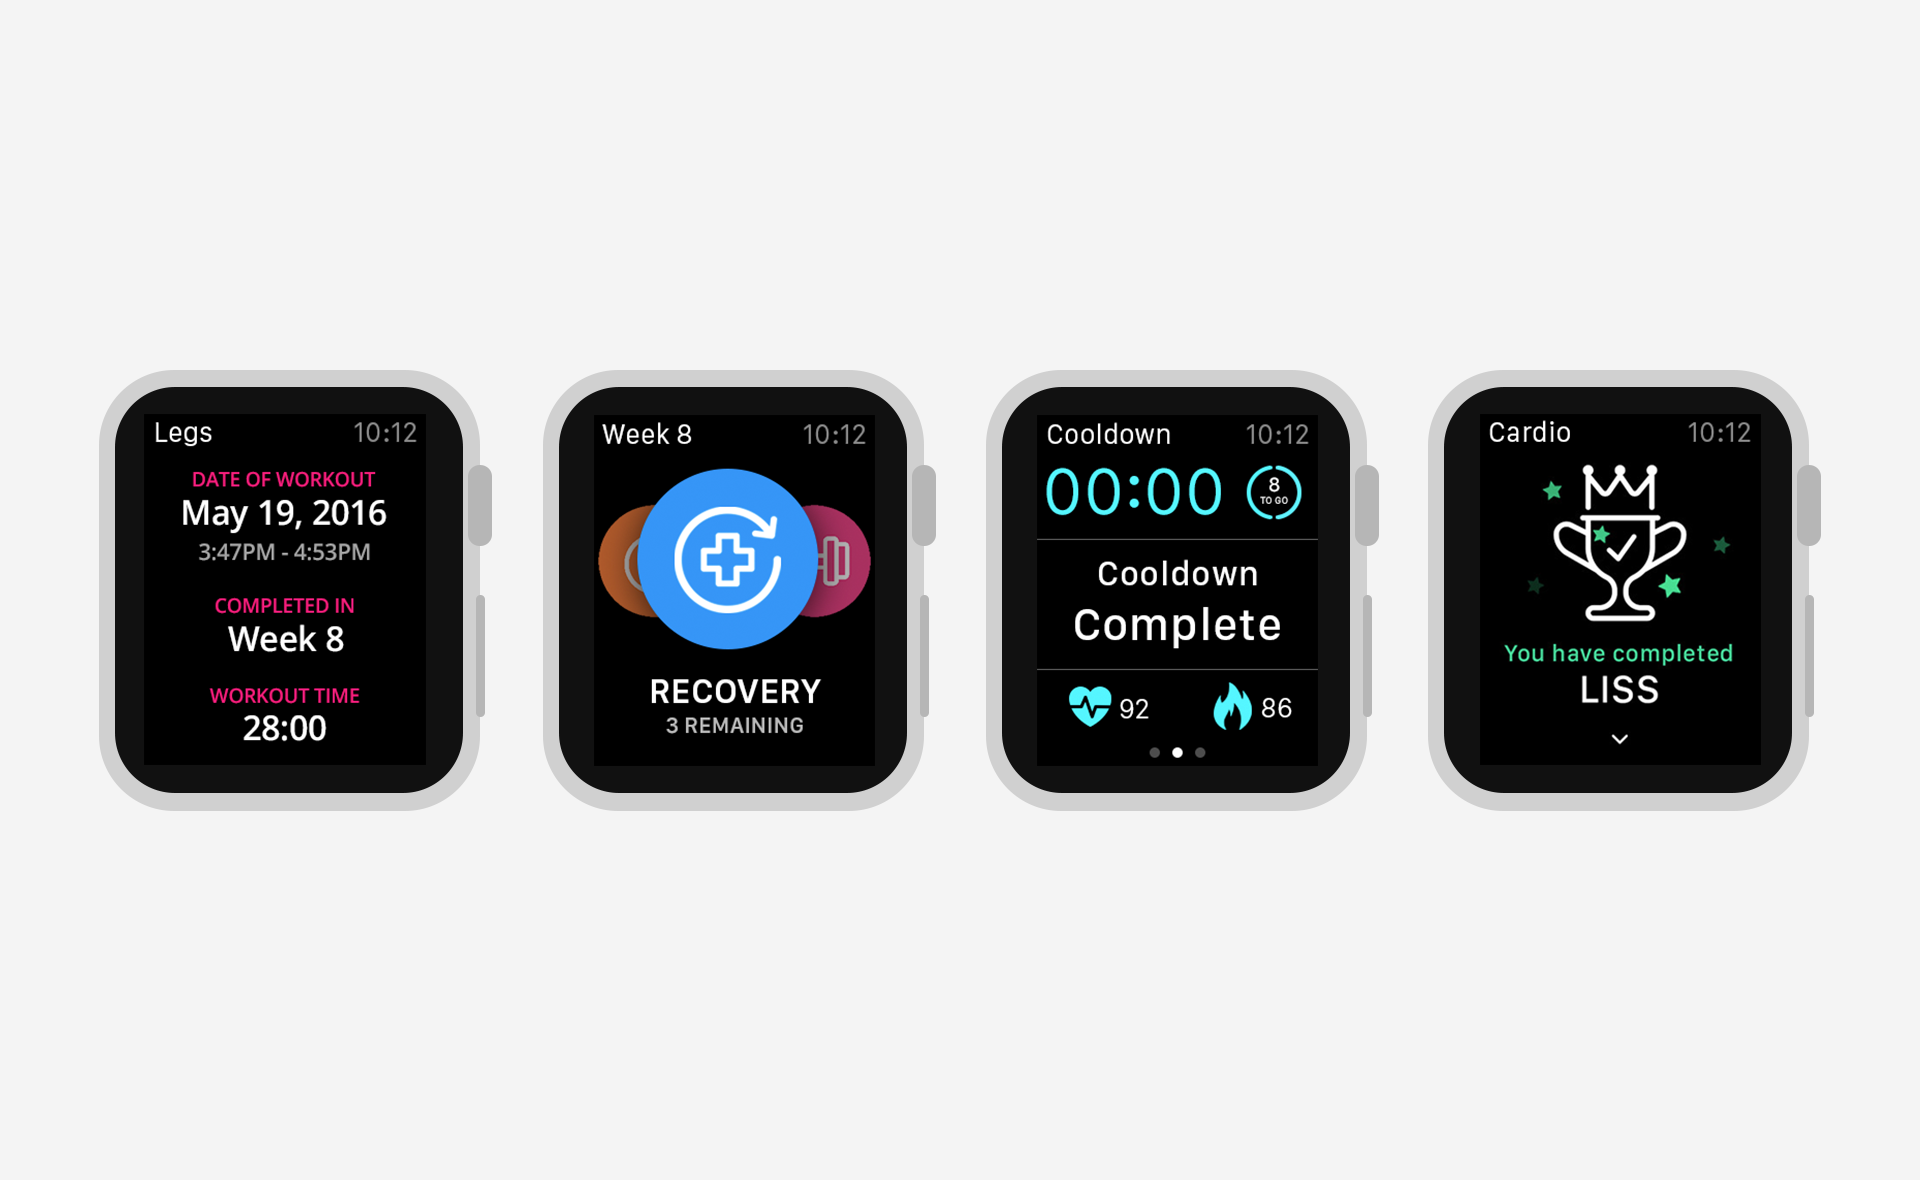 Legs 10:12
DATE OF WORKOUT
May 19, 2016
3:47PM - 4:53PM
COMPLETED IN
Week 8
WORKOUT TIME
28:00
Week 8 10:12
RECOVERY
3 REMAINING
Cooldown 10:12
00:00
8
TO GO
Cooldown
Complete
92 86
Cardio 10:12
You have completed
LISS